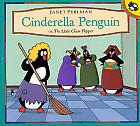 JANET PERLMAN
Cinderella Penguin
or, The Little Glass Flipper